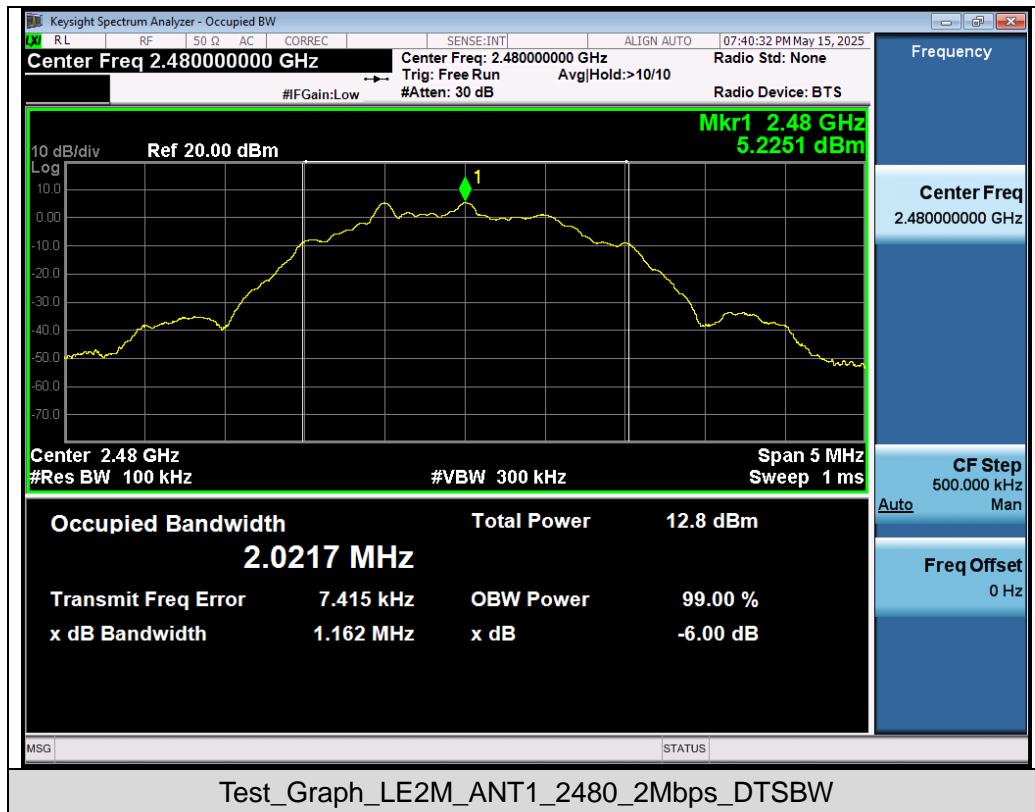 Keysight Spectrum Analyzer - Occupied BW
LXI RL RF 50 Ω AC CORREC SENSE:INT ALIGN AUTO 07:40:32 PM May 15, 2025
Center Freq 2.480000000 GHz
Center Freq: 2.480000000 GHz
Radio Std: None
Trig: Free Run Avg|Hold:>10/10
#IFGain:Low #Atten: 30 dB Radio Device: BTS
Frequency
Mkr1 2.48 GHz
5.2251 dBm
10 dB/div Ref 20.00 dBm
Log
10.0
0.00
-10.0
-20.0
-30.0
-40.0
-50.0
-60.0
-70.0
1
Center 2.48 GHz Span 5 MHz
#Res BW 100 kHz #VBW 300 kHz Sweep 1 ms
Center Freq
2.480000000 GHz
CF Step
500.000 kHz
Auto Man
Freq Offset
0 Hz
Occupied Bandwidth Total Power 12.8 dBm
2.0217 MHz
Transmit Freq Error 7.415 kHz OBW Power 99.00 %
x dB Bandwidth 1.162 MHz x dB -6.00 dB
MSG STATUS
Test_Graph_LE2M_ANT1_2480_2Mbps_DTSBW